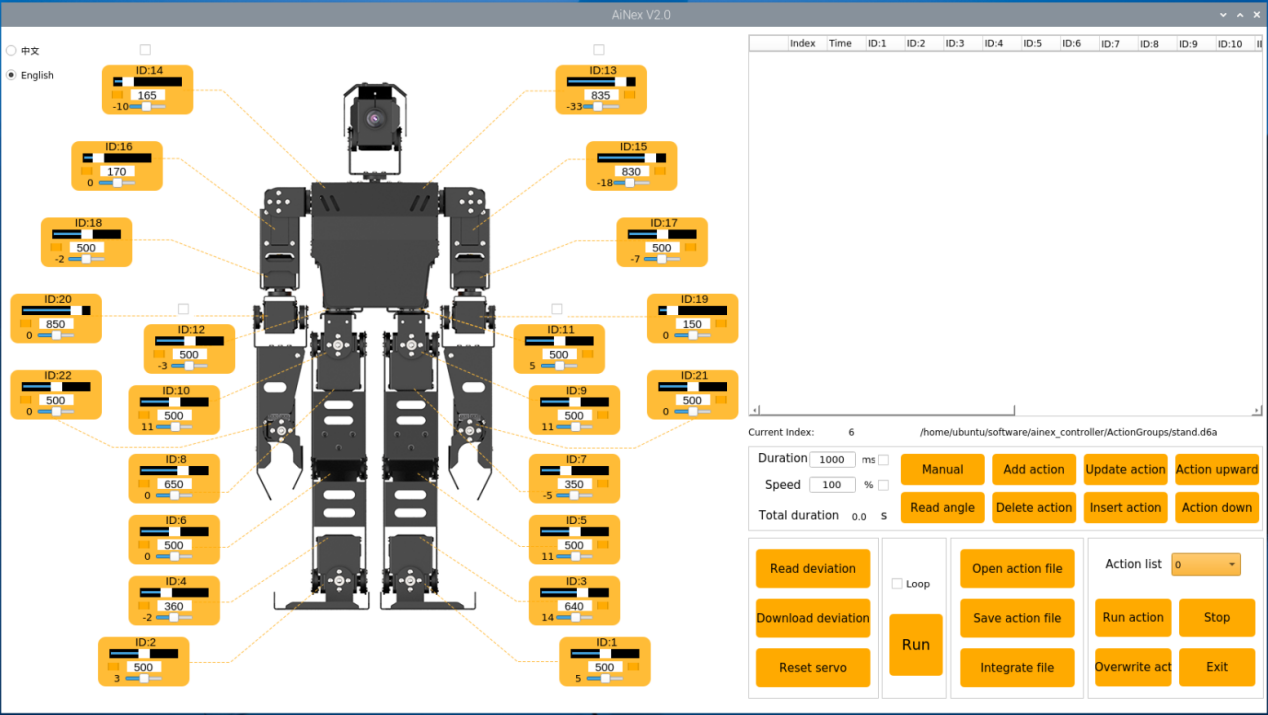 AiNex V2.0
中文
English
ID:14
165
-10
ID:13
835
-33
ID:16
170
0
ID:15
830
-18
ID:18
500
-2
ID:17
500
-7
ID:20
850
0
ID:19
150
0
ID:12
500
-3
ID:11
500
5
ID:22
500
0
ID:21
500
0
ID:10
500
11
ID:9
500
11
ID:8
650
0
ID:7
350
-5
ID:6
500
0
ID:5
500
11
ID:4
360
-2
ID:3
640
14
ID:2
500
3
ID:1
500
5
Index Time ID:1 ID:2 ID:3 ID:4 ID:5 ID:6 ID:7 ID:8 ID:9 ID:10
Current Index: 6 /home/ubuntu/software/ainex_controller/ActionGroups/stand.d6a
Duration 1000 ms
Speed 100 %
Total duration 0.0 S
Manual Add action Update action Action upward
Read angle Delete action Insert action Action down
Read deviation
Download deviation
Reset servo
Loop
Run
Open action file
Save action file
Integrate file
Action list 0
Run action Stop
Overwrite act Exit